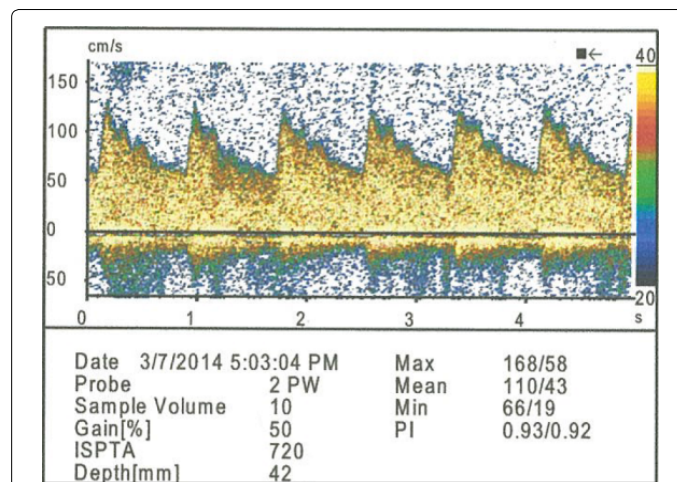 cm/s
40
150
100
50
0
50
20
0 1 2 3 4 s
Date 3/7/2014 5:03:04 PM Max 168/58
Probe 2 PW Mean 110/43
Sample Volume 10 Min 66/19
Gain[%] 50 PI 0.93/0.92
ISPTA 720
Depth[mm] 42